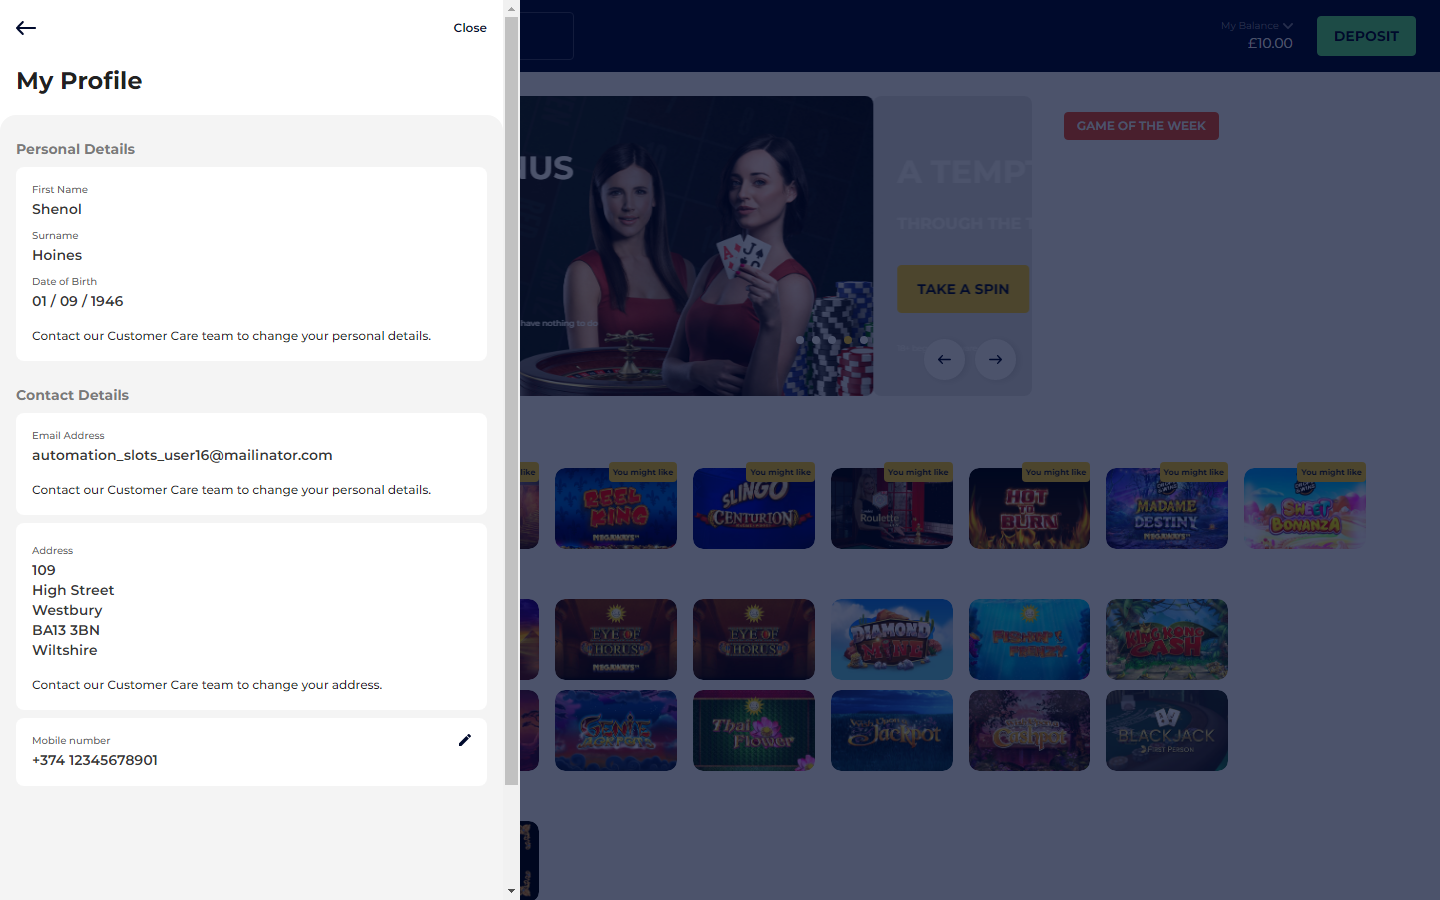 Close
My Profile
Personal Details
First Name
Shenol
Surname
Hoines
Date of Birth
01 / 09 / 1946
Contact our Customer Care team to change your personal details.
Contact Details
Email Address
automation_slots_user16@mailinator.com
Contact our Customer Care team to change your personal details.
Address
109
High Street
Westbury
BA13 3BN
Wiltshire
Contact our Customer Care team to change your address.
Mobile number
+374 12345678901
My Balance
£10.00
DEPOSIT
NUS
have nothing to do
A TEMPT
THROUGH THE T
TAKE A SPIN
GAME OF THE WEEK
like
You might like
You might like
You might like
You might like
You might like
You might like
REEL KING
MEGAWAYS
SLINGO
CENTURION
Roulette
HOT TO BURN
MADAME DESTINY
MEGAWAYS
SWEET BONANZA
EYE OF HORUS
MEGAWAYS
EYE OF HORUS
DIAMOND MINE
FISHIN' FRENZY
RING KONG CASH
GENIE JACKPOTS
Thai Flower
Jackpot
BLACKJACK
FIRST PERSON